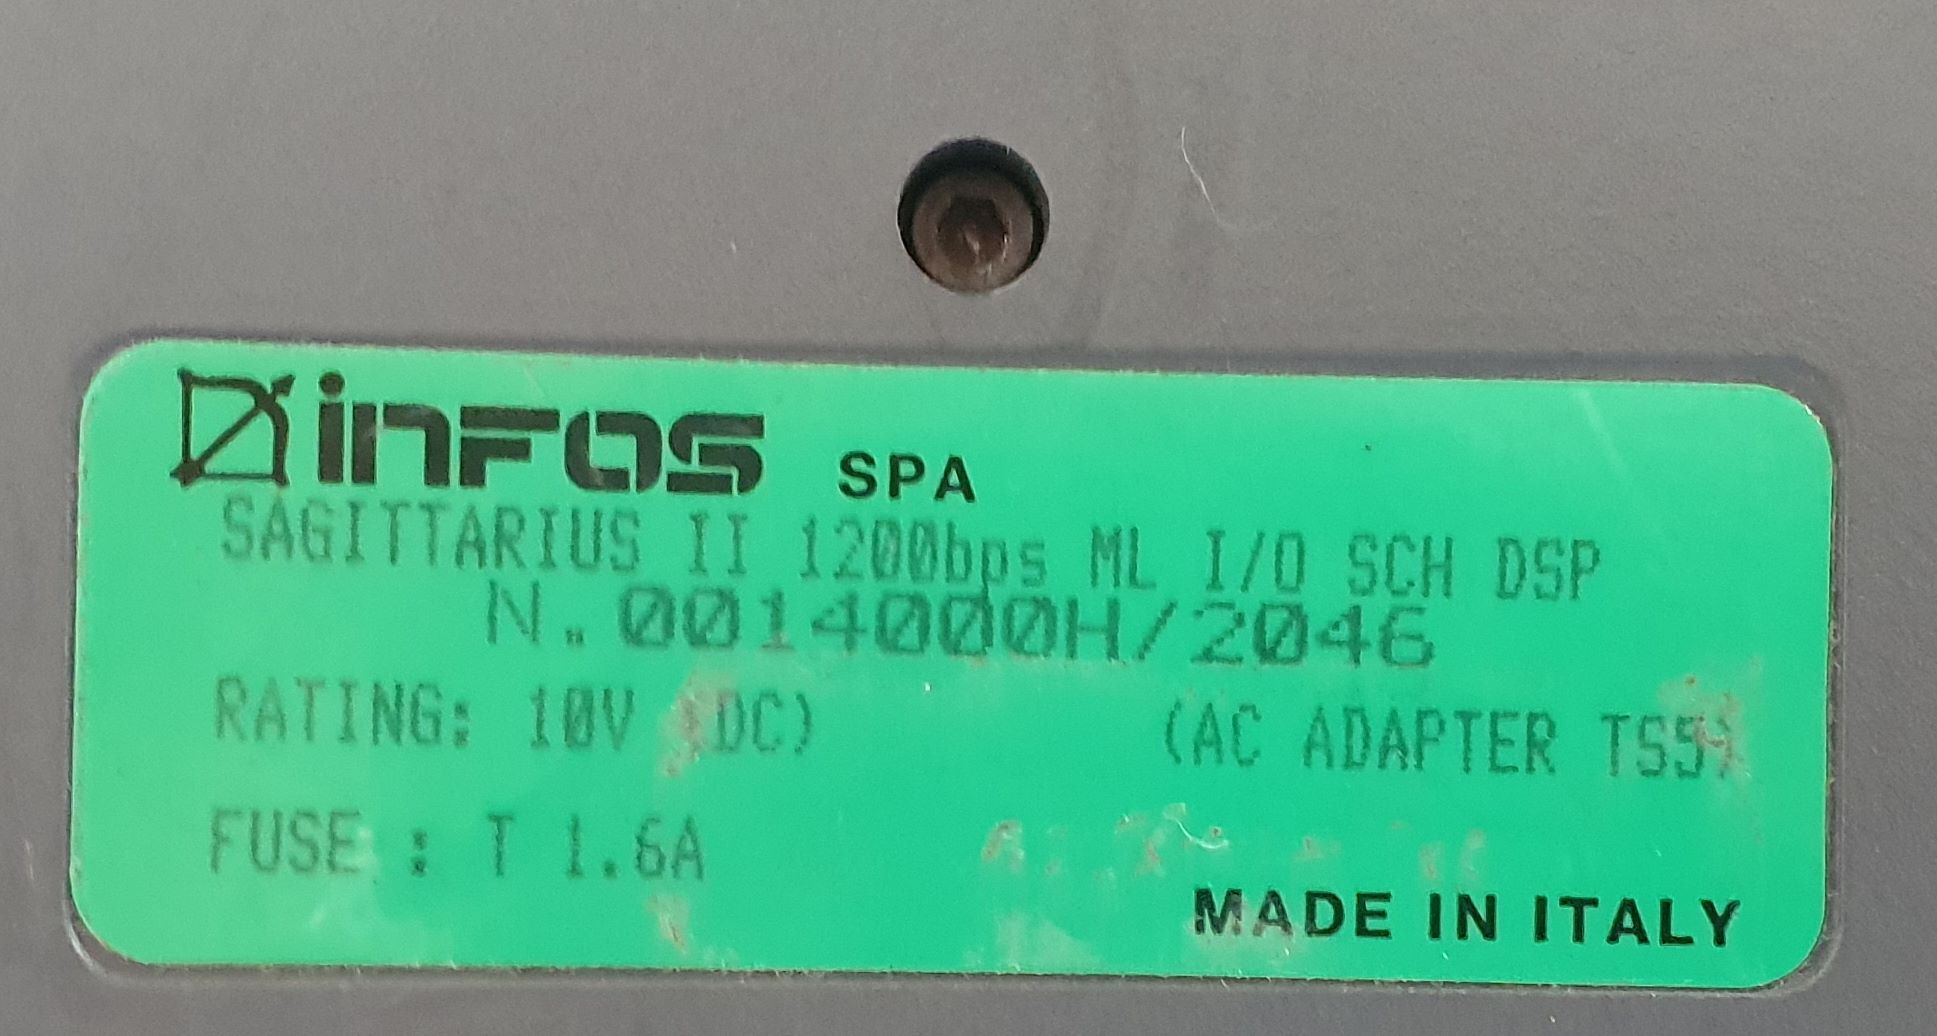 INFOS SPA
SAGITTARIUS II 1200bps ML I/O SCH DSP
N.0014000H/2046
RATING: 10V (DC) (AC ADAPTER
FUSE : T 1.6A
MADE IN ITALY